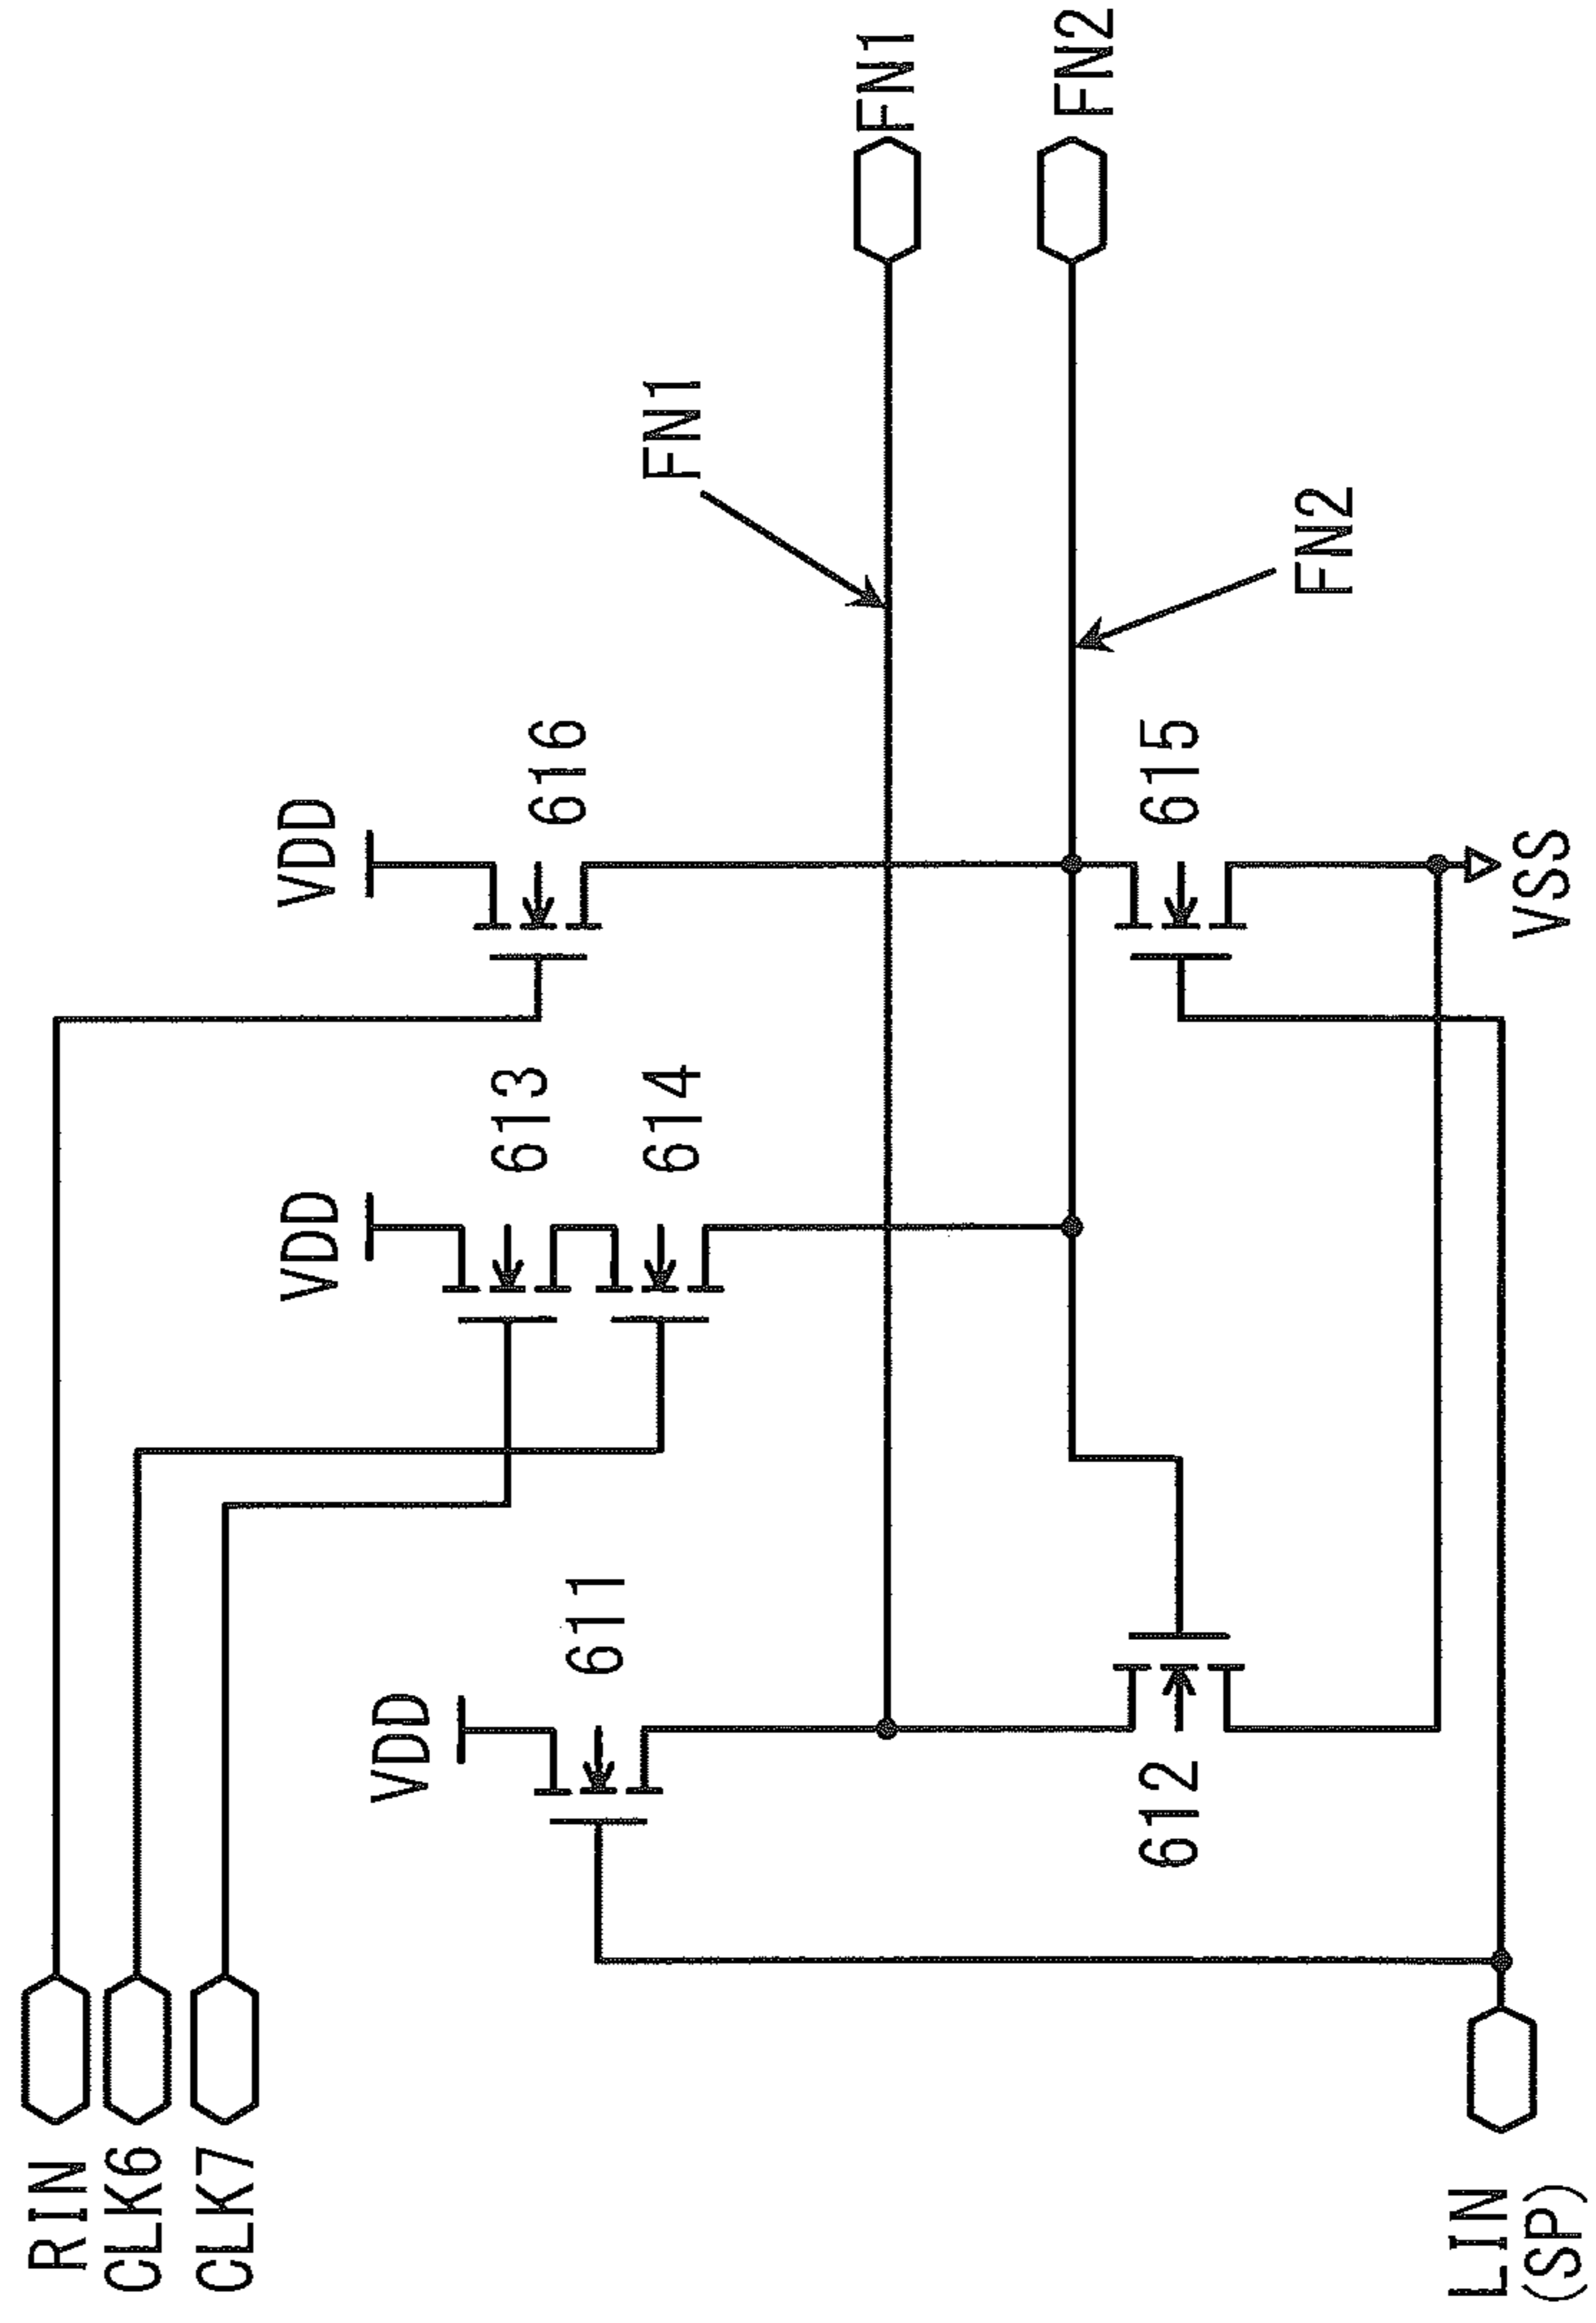 RIN
CLK6
CLK7
VDD
VDD
VDD
616
613
614
611
FN1
FN1
FN2
FN2
612
615
LIN
(SP)
VSS